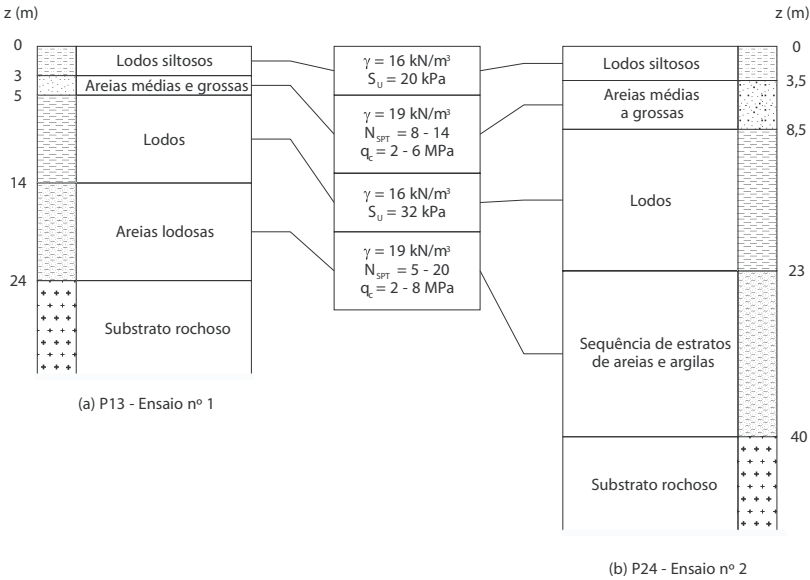 z (m)
0
3
5
14
24
Lodos siltosos
Areias médias e grossas
Lodos
Areias lodosas
Substrato rochoso
(a) P13 - Ensaio nº 1
γ = 16 kN/m³
Sᵤ = 20 kPa
γ = 19 kN/m³
N_SPT = 8 - 14
q_c = 2 - 6 MPa
γ = 16 kN/m³
Sᵤ = 32 kPa
γ = 19 kN/m³
N_SPT = 5 - 20
q_c = 2 - 8 MPa
z (m)
0
3,5
8,5
23
40
Lodos siltosos
Areias médias
a grossas
Lodos
Sequência de estratos
de areias e argilas
Substrato rochoso
(b) P24 - Ensaio nº 2